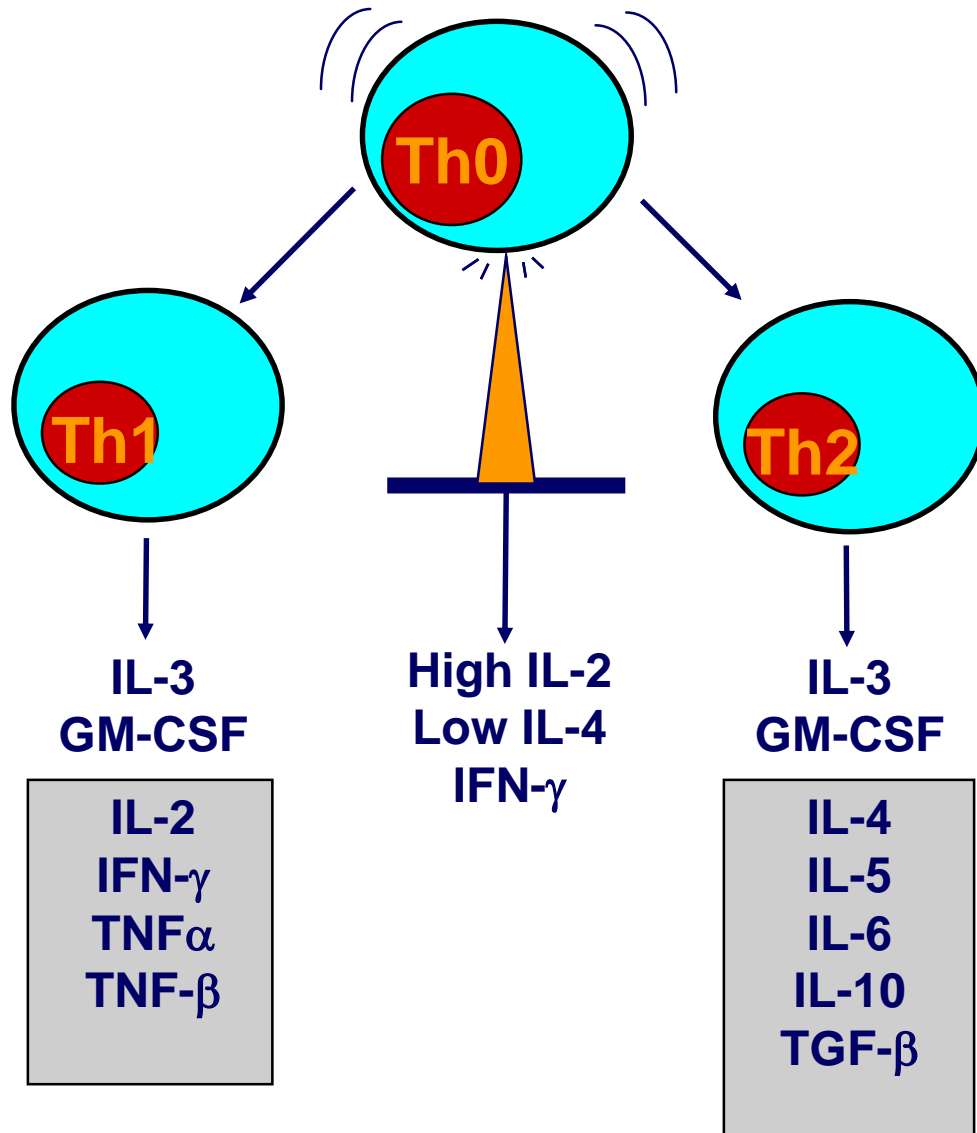 Th0
Th1
Th2
IL-3
GM-CSF
IL-2
IFN-γ
TNFα
TNF-β
High IL-2
Low IL-4
IFN-γ
IL-3
GM-CSF
IL-4
IL-5
IL-6
IL-10
TGF-β